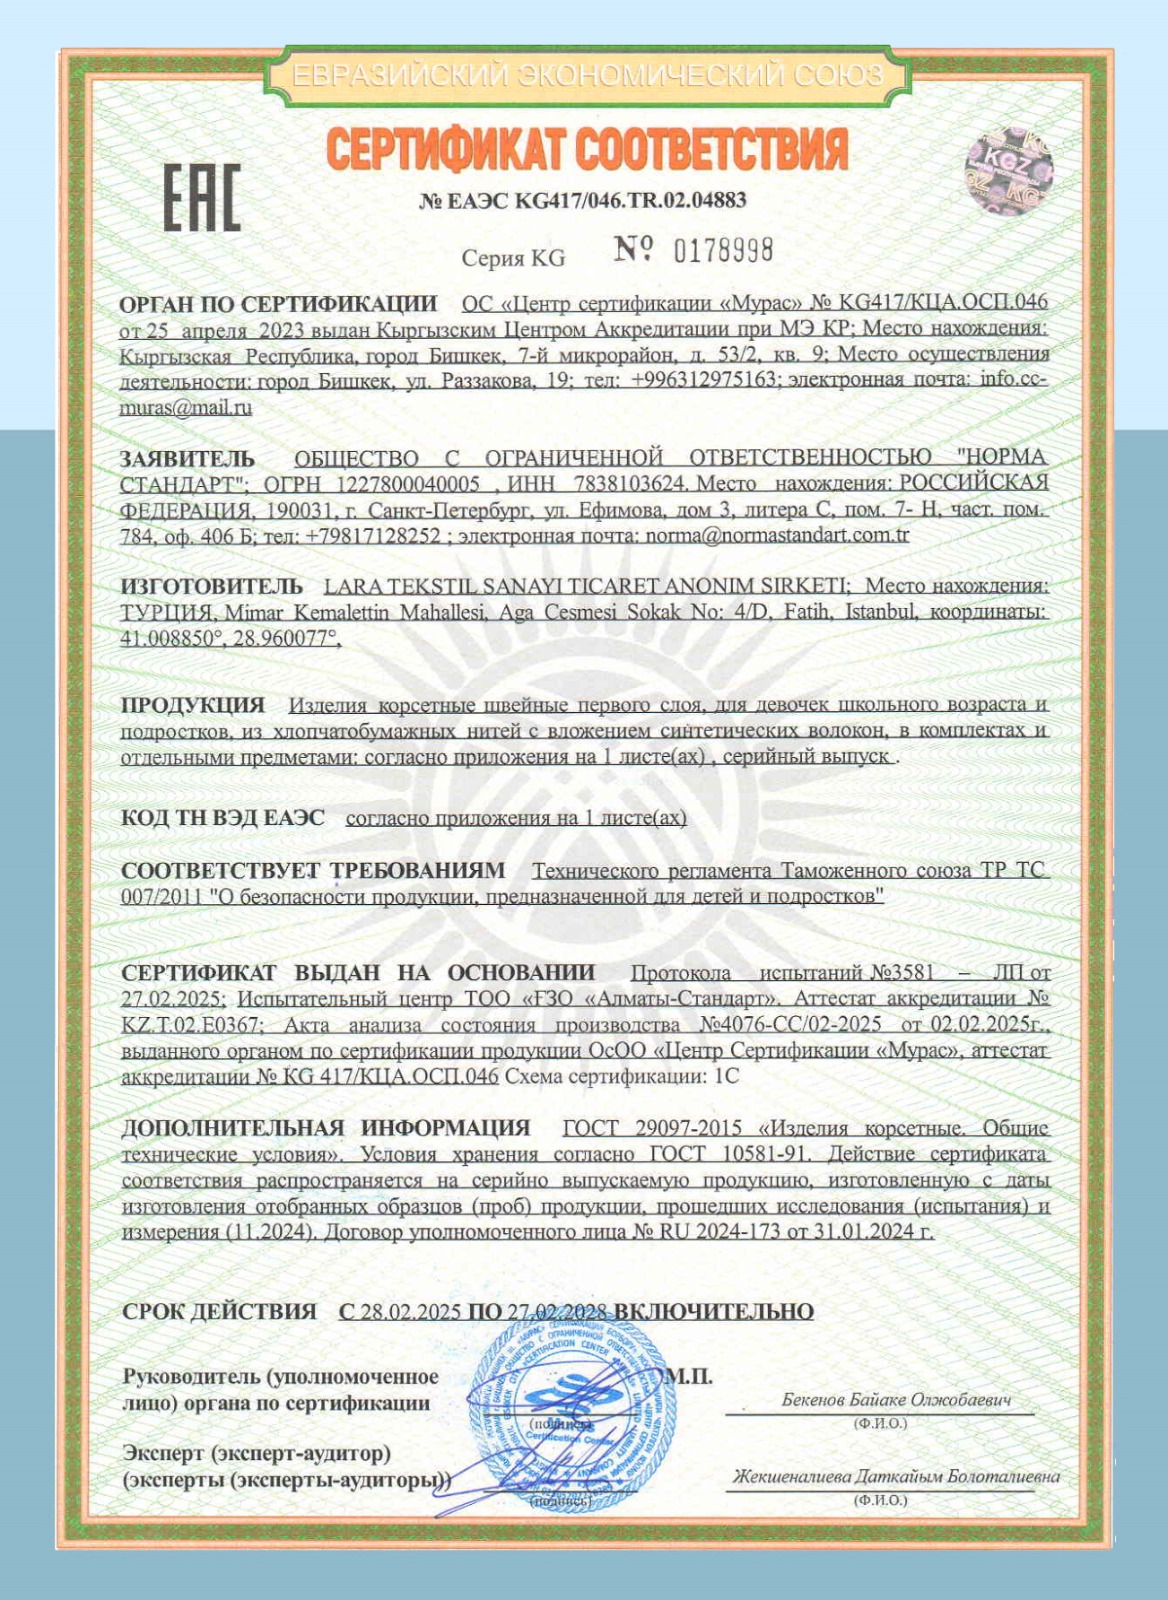 ЕВРАЗИЙСКИЙ ЭКОНОМИЧЕСКИЙ СОЮЗ
СЕРТИФИКАТ СООТВЕТСТВИЯ
EAC
№ ЕАЭС KG417/046.TR.02.04883
KGZ
Серия KG № 0178998
ОРГАН ПО СЕРТИФИКАЦИИ ОС «Центр сертификации «Мурас» № KG417/КЦА.ОСП.046
от 25 апреля 2023 выдан Кыргызским Центром Аккредитации при МЭ КР; Место нахождения:
Кыргызская Республика, город Бишкек, 7-й микрорайон, д. 53/2, кв. 9; Место осуществления
деятельности: город Бишкек, ул. Раззакова, 19; тел: +996312975163; электронная почта: info.cc-
muras@mail.ru
ЗАЯВИТЕЛЬ ОБЩЕСТВО С ОГРАНИЧЕННОЙ ОТВЕТСТВЕННОСТЬЮ "НОРМА
СТАНДАРТ"; ОГРН 1227800040005 , ИНН 7838103624. Место нахождения: РОССИЙСКАЯ
ФЕДЕРАЦИЯ, 190031, г. Санкт-Петербург, ул. Ефимова, дом 3, литера С, пом. 7- Н, част. пом.
784, оф. 406 Б; тел: +79817128252 ; электронная почта: norma@normastandart.com.tr
ИЗГОТОВИТЕЛЬ LARA TEKSTIL SANAYI TICARET ANONIM SIRKETI; Место нахождения:
ТУРЦИЯ, Mimar Kemalettin Mahallesi, Aga Cesmesi Sokak No: 4/D, Fatih, Istanbul, координаты:
41.008850°, 28.960077°,
ПРОДУКЦИЯ Изделия корсетные швейные первого слоя, для девочек школьного возраста и
подростков, из хлопчатобумажных нитей с вложением синтетических волокон, в комплектах и
отдельными предметами: согласно приложения на 1 листе(ах) , серийный выпуск .
КОД ТН ВЭД ЕАЭС согласно приложения на 1 листе(ах)
СООТВЕТСТВУЕТ ТРЕБОВАНИЯМ Технического регламента Таможенного союза ТР ТС
007/2011 "О безопасности продукции, предназначенной для детей и подростков"
СЕРТИФИКАТ ВЫДАН НА ОСНОВАНИИ Протокола испытаний №3581 – ЛП от
27.02.2025; Испытательный центр ТОО «ҒЗО «Алматы-Стандарт». Аттестат аккредитации №
KZ.T.02.E0367; Акта анализа состояния производства №4076-СС/02-2025 от 02.02.2025г.,
выданного органом по сертификации продукции ОсОО «Центр Сертификации «Мурас», аттестат
аккредитации № KG 417/КЦА.ОСП.046 Схема сертификации: 1С
ДОПОЛНИТЕЛЬНАЯ ИНФОРМАЦИЯ ГОСТ 29097-2015 «Изделия корсетные. Общие
технические условия». Условия хранения согласно ГОСТ 10581-91. Действие сертификата
соответствия распространяется на серийно выпускаемую продукцию, изготовленную с даты
изготовления отобранных образцов (проб) продукции, прошедших исследования (испытания) и
измерения (11.2024). Договор уполномоченного лица № RU 2024-173 от 31.01.2024 г.
СРОК ДЕЙСТВИЯ С 28.02.2025 ПО 27.02.2028 ВКЛЮЧИТЕЛЬНО
Руководитель (уполномоченное
лицо) органа по сертификации
М.П.
Бекенов Байаке Олжобаевич
(подпись)
(Ф.И.О.)
Certification Center
Эксперт (эксперт-аудитор)
(эксперты (эксперты-аудиторы))
Жекшеналиева Даткайым Болоталиевна
(подпись)
(Ф.И.О.)